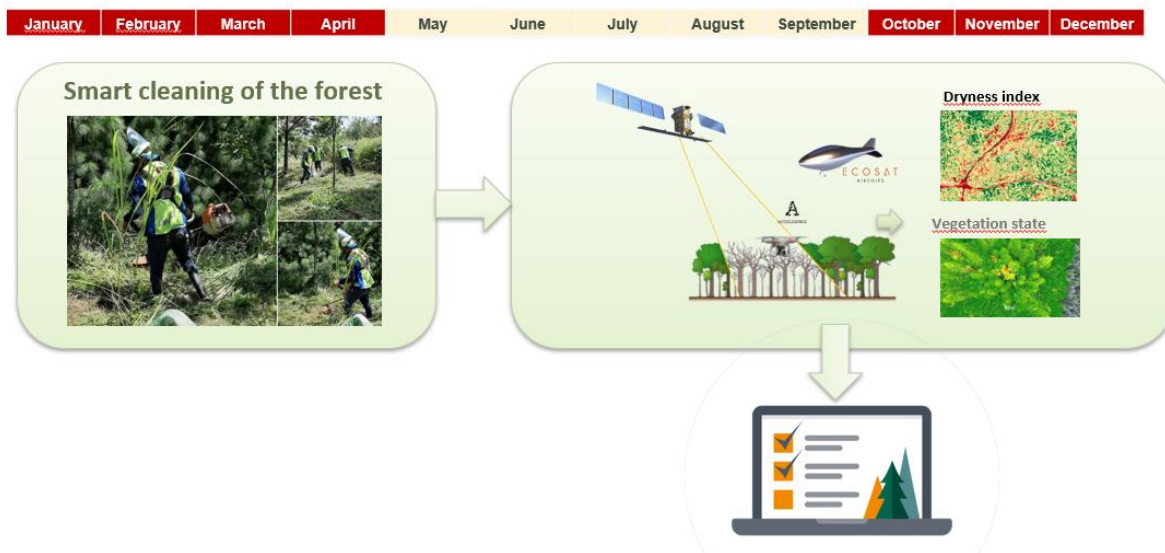 January February March April May June July August September October November December
Smart cleaning of the forest
Dryness index
ECOSAT
AIRSHIPS
Vegetation state